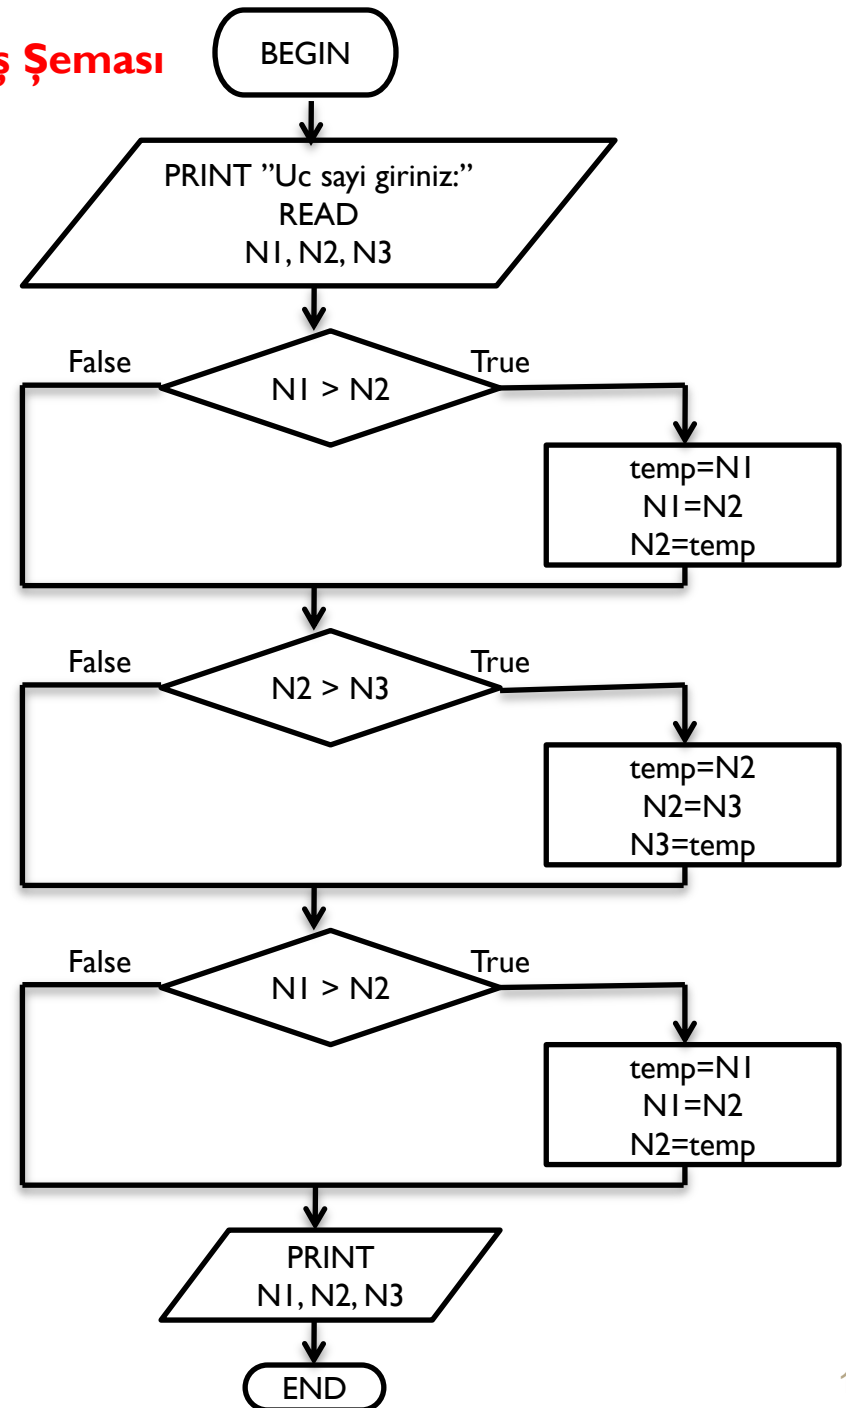 ş Şeması
BEGIN
PRINT ”Uc sayi giriniz:”
READ
N1, N2, N3
False
True
N1 > N2
temp=N1
N1=N2
N2=temp
False
True
N2 > N3
temp=N2
N2=N3
N3=temp
False
True
N1 > N2
temp=N1
N1=N2
N2=temp
PRINT
N1, N2, N3
END